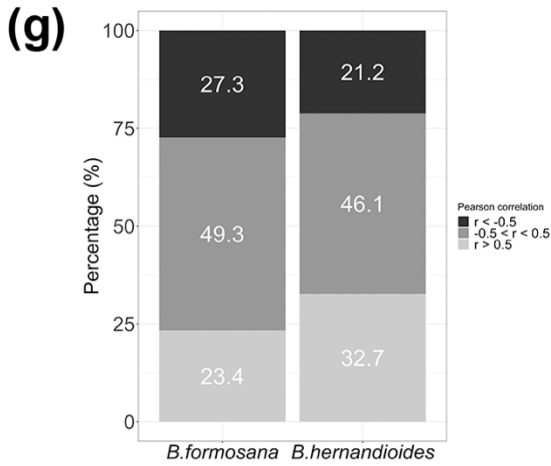 (g)
100
75
50
25
0
Percentage (%)
27.3
49.3
23.4
21.2
46.1
32.7
B.formosana
B.hernandioides
Pearson correlation
r < -0.5
-0.5 < r < 0.5
r > 0.5